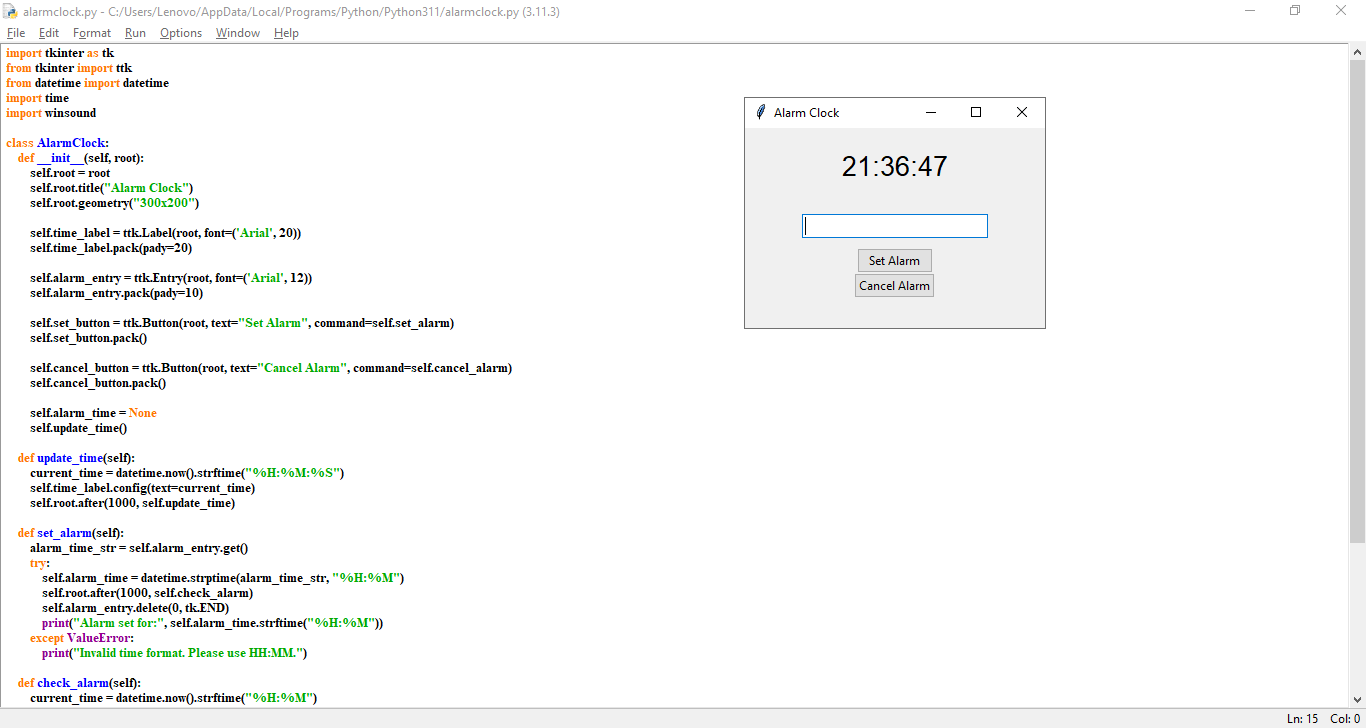 alarmclock.py - C:/Users/Lenovo/AppData/Local/Programs/Python/Python311/alarmclock.py (3.11.3)
File Edit Format Run Options Window Help
import tkinter as tk
from tkinter import ttk
from datetime import datetime
import time
import winsound
class AlarmClock:
def __init__(self, root):
self.root = root
self.root.title("Alarm Clock")
self.root.geometry("300x200")
self.time_label = ttk.Label(root, font=('Arial', 20))
self.time_label.pack(pady=20)
self.alarm_entry = ttk.Entry(root, font=('Arial', 12))
self.alarm_entry.pack(pady=10)
self.set_button = ttk.Button(root, text="Set Alarm", command=self.set_alarm)
self.set_button.pack()
self.cancel_button = ttk.Button(root, text="Cancel Alarm", command=self.cancel_alarm)
self.cancel_button.pack()
self.alarm_time = None
self.update_time()
def update_time(self):
current_time = datetime.now().strftime("%H:%M:%S")
self.time_label.config(text=current_time)
self.root.after(1000, self.update_time)
def set_alarm(self):
alarm_time_str = self.alarm_entry.get()
try:
self.alarm_time = datetime.strptime(alarm_time_str, "%H:%M")
self.root.after(1000, self.check_alarm)
self.alarm_entry.delete(0, tk.END)
print("Alarm set for:", self.alarm_time.strftime("%H:%M"))
except ValueError:
print("Invalid time format. Please use HH:MM.")
def check_alarm(self):
current_time = datetime.now().strftime("%H:%M")
Alarm Clock
21:36:47
Set Alarm
Cancel Alarm
Ln: 15 Col: 0